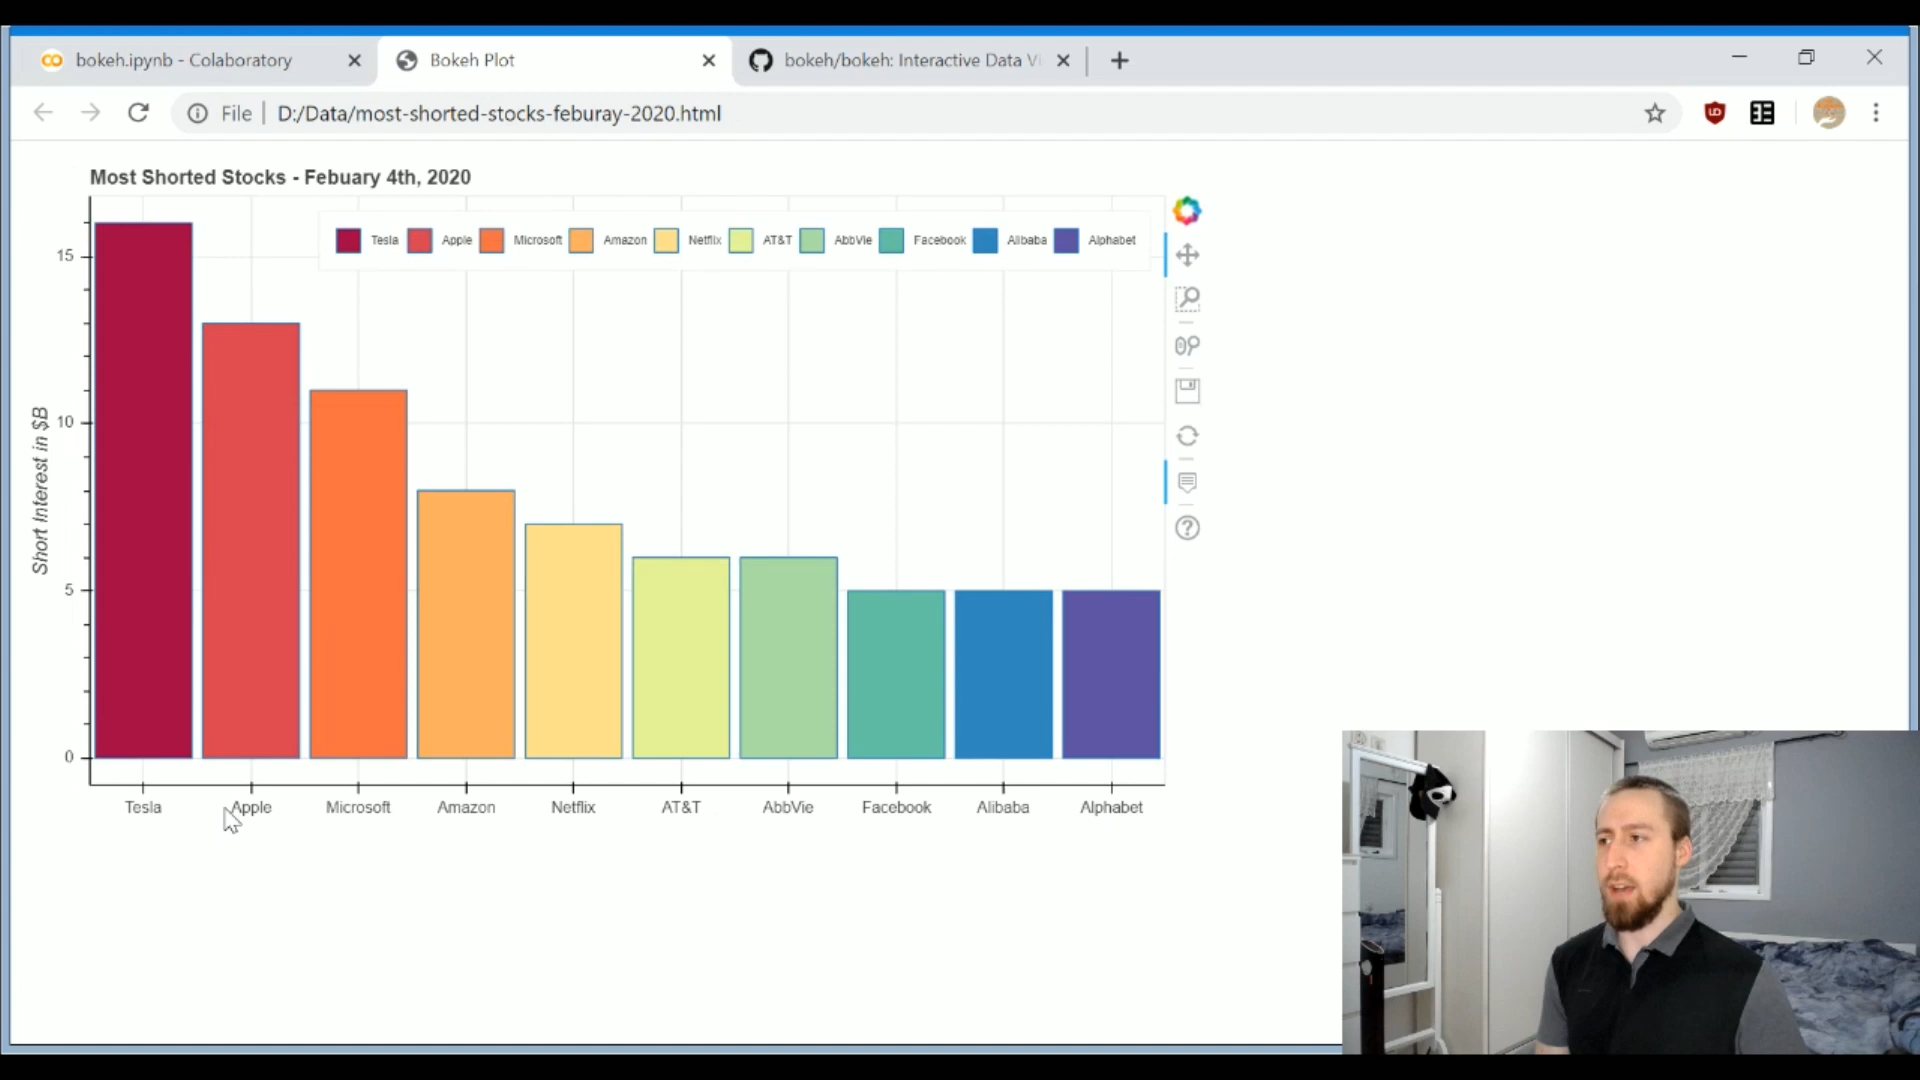 bokeh.ipynb - Colaboratory
Bokeh Plot
bokeh/bokeh: Interactive Data Vi
File
D:/Data/most-shorted-stocks-feburay-2020.html
Most Shorted Stocks - Febuary 4th, 2020
Tesla Apple Microsoft Amazon Netflix AT&T AbbVie Facebook Alibaba Alphabet
15
10
5
0
Short Interest in $B
Tesla Apple Microsoft Amazon Netflix AT&T AbbVie Facebook Alibaba Alphabet